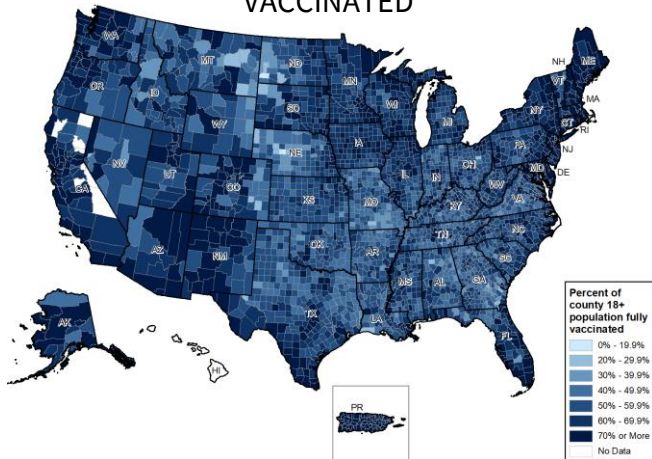 VACCINATED
WA
MT
ND
MN
ME
NH
VT
OR
ID
SD
WI
NY
MA
WY
MI
CT
RI
IA
PA
NJ
NE
NV
IL
IN
OH
UT
CO
MD
DE
CA
WV
VA
KS
MO
KY
NC
TN
AZ
NM
OK
AR
SC
MS
AL
GA
TX
LA
AK
FL
HI
PR
Percent of
county 18+
population fully
vaccinated
0% - 19.9%
20% - 29.9%
30% - 39.9%
40% - 49.9%
50% - 59.9%
60% - 69.9%
70% or More
No Data